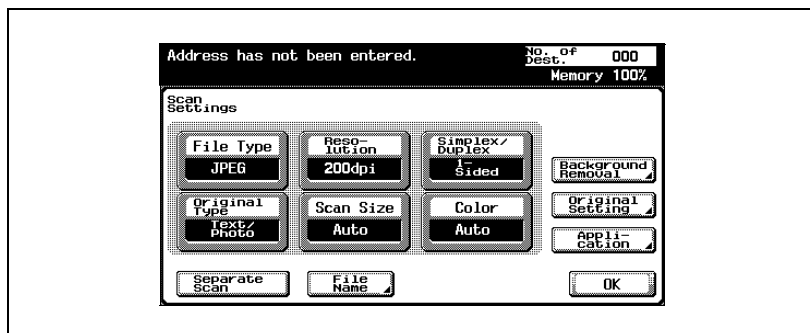 Address has not been entered.
No. of
Dest.
000
Memory 100%
Scan
Settings
File Type
JPEG
Reso-
lution
200dpi
Simplex/
Duplex
1-
Sided
Background
Removal
Original
Type
Text/
Photo
Scan Size
Auto
Color
Auto
Original
Setting
Appli-
cation
Separate
Scan
File
Name
OK